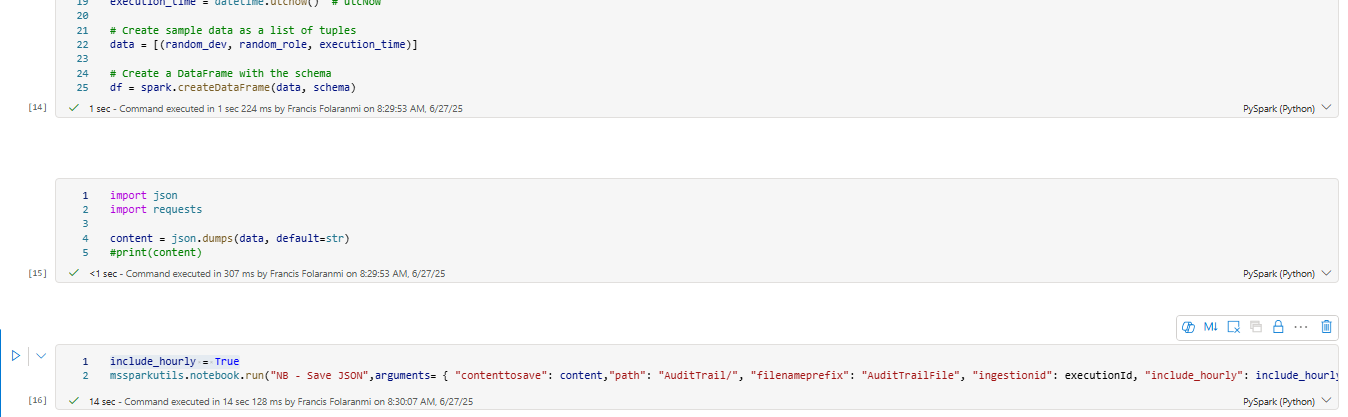 19 execution_time = datetime.utcnow() # utcNow
20
21 # Create sample data as a list of tuples
22 data = [(random_dev, random_role, execution_time)]
23
24 # Create a DataFrame with the schema
25 df = spark.createDataFrame(data, schema)
[14] 1 sec - Command executed in 1 sec 224 ms by Francis Folaranmi on 8:29:53 AM, 6/27/25 PySpark (Python)
1 import json
2 import requests
3
4 content = json.dumps(data, default=str)
5 #print(content)
[15] <1 sec - Command executed in 307 ms by Francis Folaranmi on 8:29:53 AM, 6/27/25 PySpark (Python)
M↓
1 include_hourly = True
2 mssparkutils.notebook.run("NB - Save JSON",arguments= { "contenttosave": content,"path": "AuditTrail/", "filenameprefix": "AuditTrailFile", "ingestionid": executionId, "include_hourly": include_hourly
[16] 14 sec - Command executed in 14 sec 128 ms by Francis Folaranmi on 8:30:07 AM, 6/27/25 PySpark (Python)